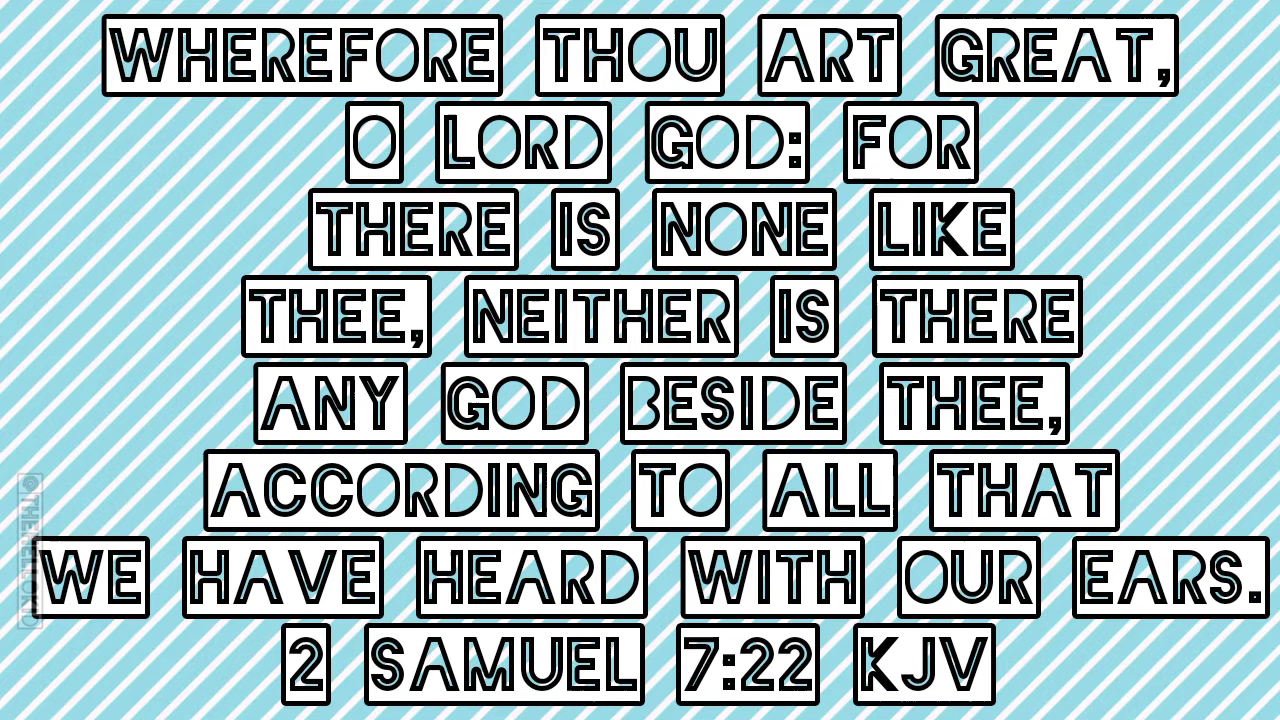 WHEREFORE THOU ART GREAT,
O LORD GOD: FOR
THERE IS NONE LIKE
THEE, NEITHER IS THERE
ANY GOD BESIDE THEE,
ACCORDING TO ALL THAT
WE HAVE HEARD WITH OUR EARS.
2 SAMUEL 7:22 KJV